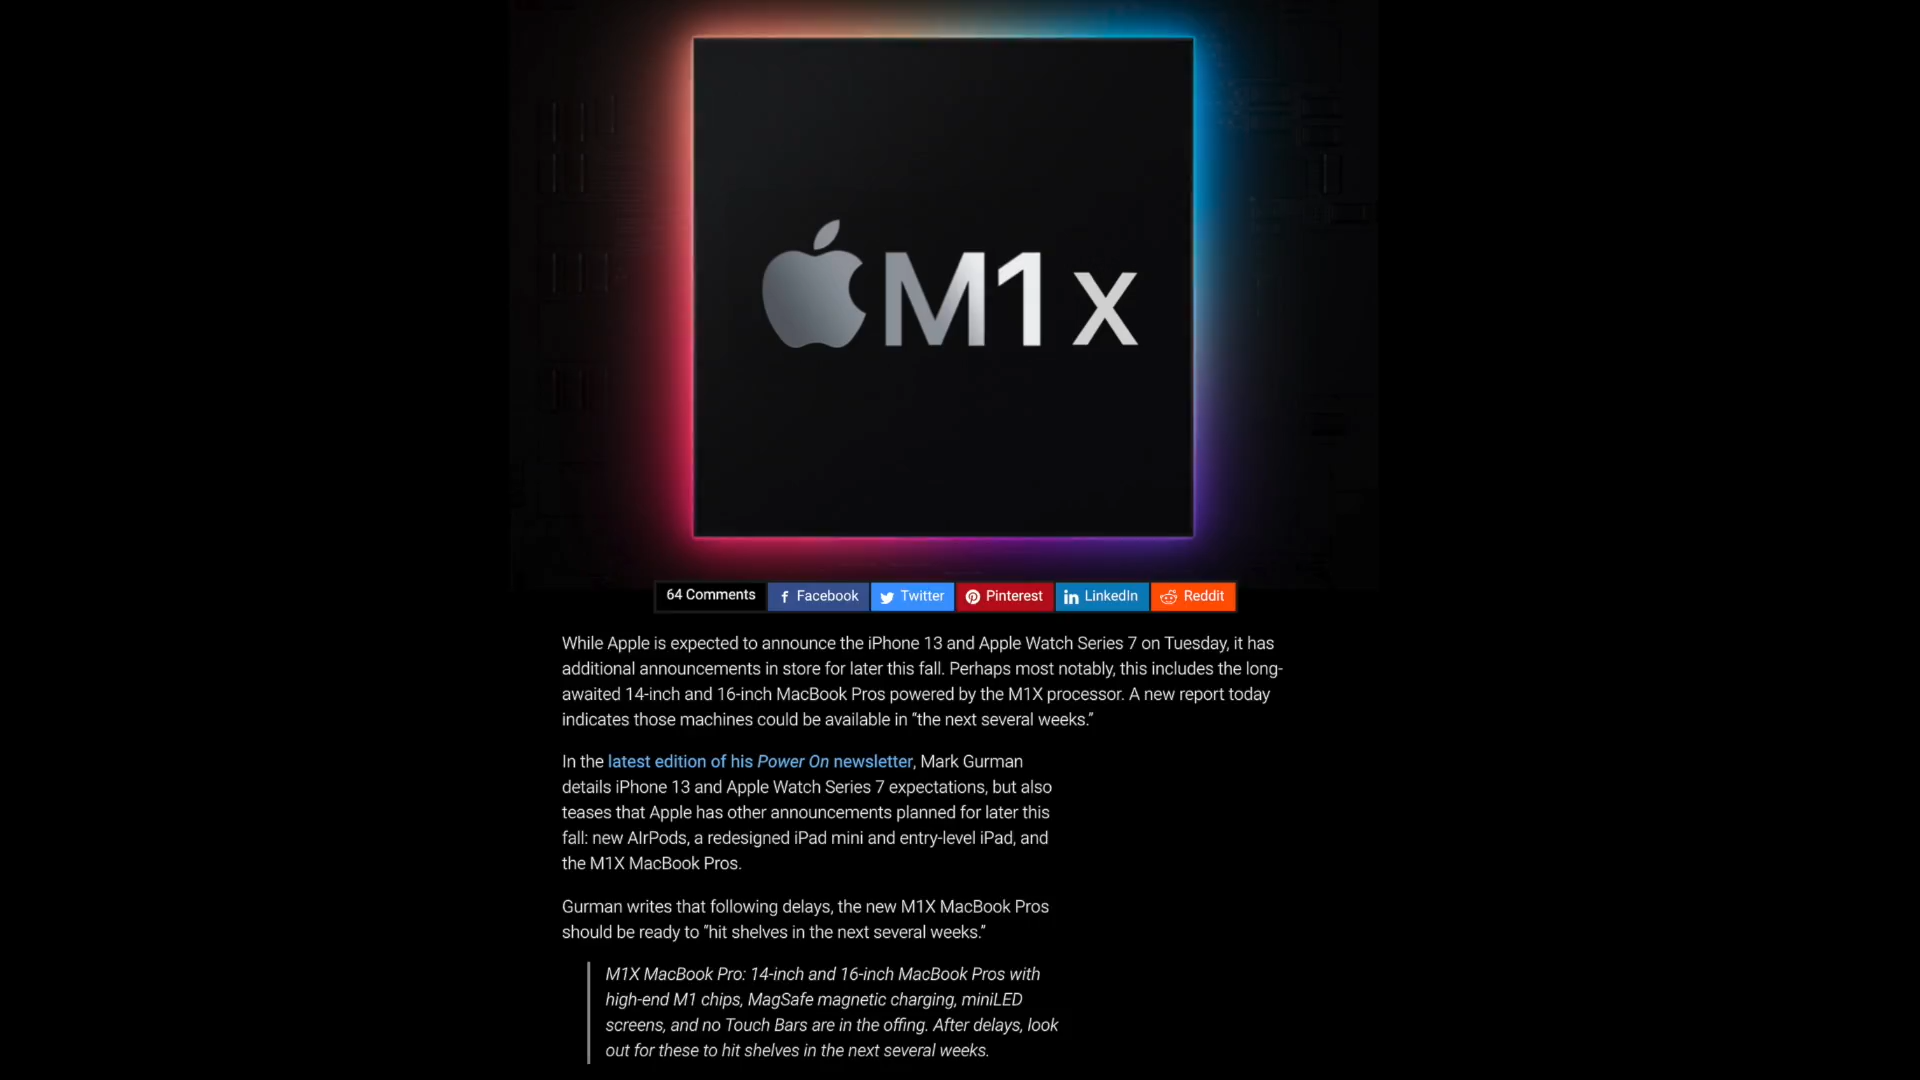 M1 X
64 Comments Facebook Twitter Pinterest LinkedIn Reddit
While Apple is expected to announce the iPhone 13 and Apple Watch Series 7 on Tuesday, it has
additional announcements in store for later this fall. Perhaps most notably, this includes the long-
awaited 14-inch and 16-inch MacBook Pros powered by the M1X processor. A new report today
indicates those machines could be available in “the next several weeks.”
In the latest edition of his Power On newsletter, Mark Gurman
details iPhone 13 and Apple Watch Series 7 expectations, but also
teases that Apple has other announcements planned for later this
fall: new AIrPods, a redesigned iPad mini and entry-level iPad, and
the M1X MacBook Pros.
Gurman writes that following delays, the new M1X MacBook Pros
should be ready to “hit shelves in the next several weeks.”
M1X MacBook Pro: 14-inch and 16-inch MacBook Pros with
high-end M1 chips, MagSafe magnetic charging, miniLED
screens, and no Touch Bars are in the offing. After delays, look
out for these to hit shelves in the next several weeks.